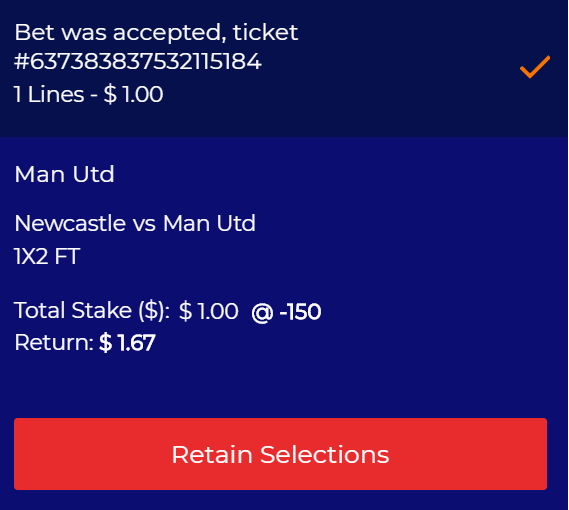 Bet was accepted, ticket
#637383837532115184
1 Lines - $ 1.00
Man Utd
Newcastle vs Man Utd
1X2 FT
Total Stake ($): $ 1.00 @ -150
Return: $ 1.67
Retain Selections